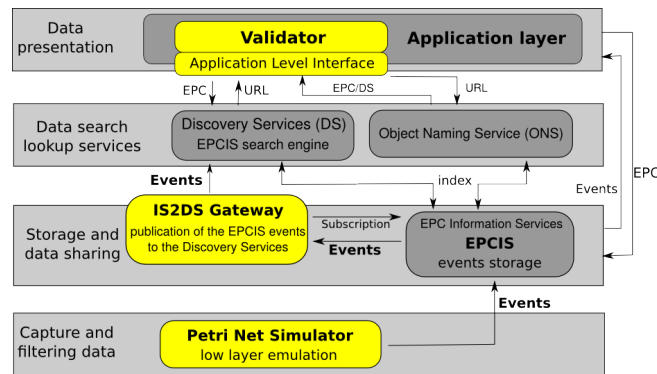 Data
presentation
Validator
Application layer
Application Level Interface
EPC
URL
EPC/DS
URL
Data search
lookup services
Discovery Services (DS)
EPCIS search engine
Object Naming Service (ONS)
Events
index
Events
EPC
Storage and
data sharing
IS2DS Gateway
publication of the EPCIS events
to the Discovery Services
Subscription
Events
EPC Information Services
EPCIS
events storage
Events
Capture and
filtering data
Petri Net Simulator
low layer emulation